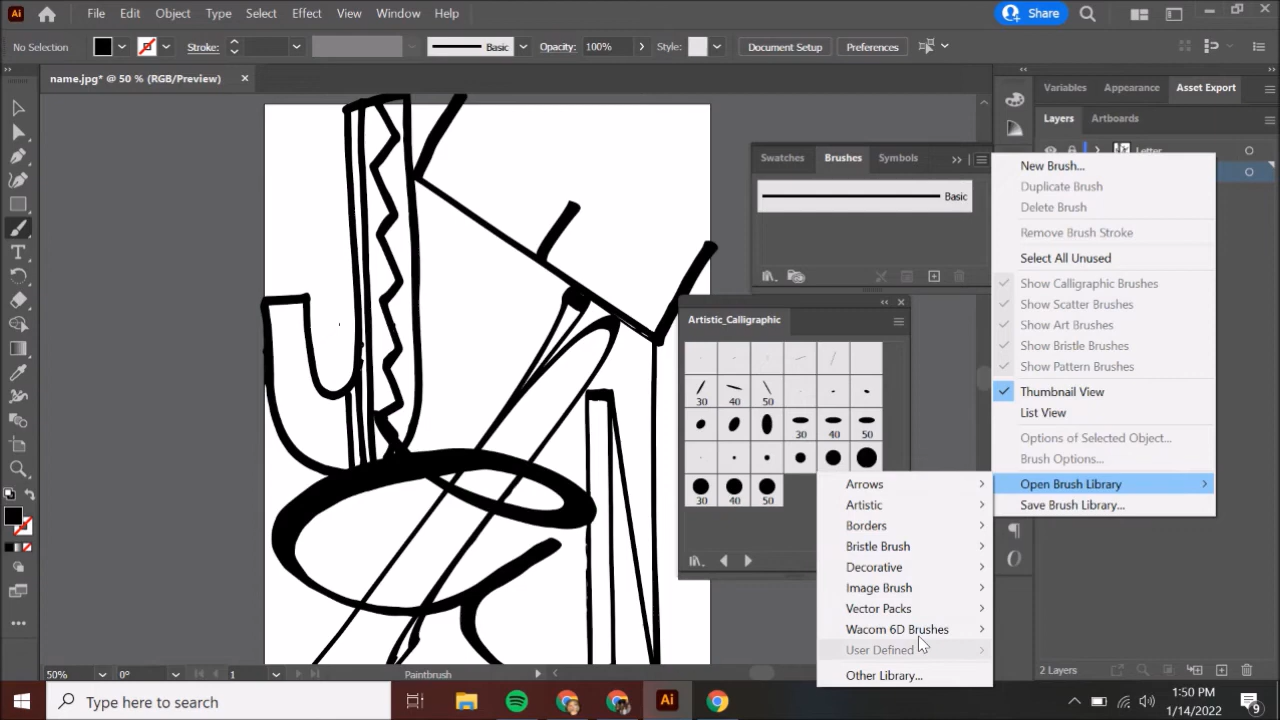 Ai File Edit Object Type Select Effect View Window Help Share
No Selection Stroke: Basic Opacity: 100% Style: Document Setup Preferences
name.jpg* @ 50 % (RGB/Preview)
Variables Appearance Asset Export
Layers Artboards
Letter
Swatches Brushes Symbols
Basic
New Brush...
Duplicate Brush
Delete Brush
Remove Brush Stroke
Select All Unused
Show Calligraphic Brushes
Show Scatter Brushes
Show Art Brushes
Show Bristle Brushes
Show Pattern Brushes
Thumbnail View
List View
Options of Selected Object...
Brush Options...
Open Brush Library
Save Brush Library...
Artistic_Calligraphic
30 40 50
30 40 50
30 40 50
Arrows
Artistic
Borders
Bristle Brush
Decorative
Image Brush
Vector Packs
Wacom 6D Brushes
User Defined
Other Library...
50% 0° 1 Paintbrush
2 Layers
Type here to search
Ai
1:50 PM
1/14/2022
9